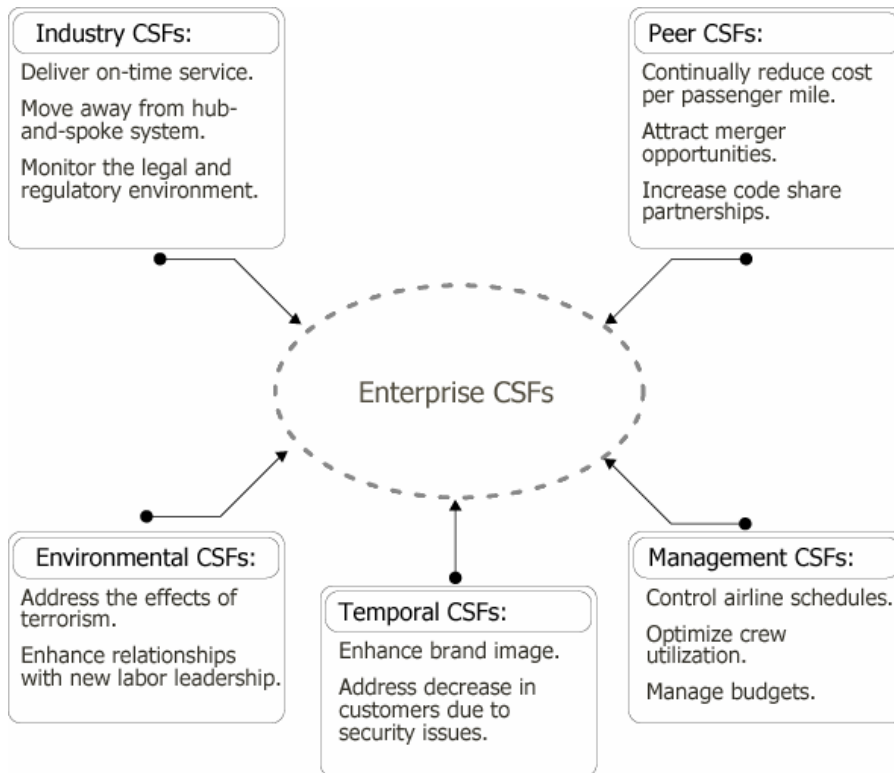 Industry CSFs:
Deliver on-time service.
Move away from hub-
and-spoke system.
Monitor the legal and
regulatory environment.
Peer CSFs:
Continually reduce cost
per passenger mile.
Attract merger
opportunities.
Increase code share
partnerships.
Enterprise CSFs
Environmental CSFs:
Address the effects of
terrorism.
Enhance relationships
with new labor leadership.
Temporal CSFs:
Enhance brand image.
Address decrease in
customers due to
security issues.
Management CSFs:
Control airline schedules.
Optimize crew
utilization.
Manage budgets.